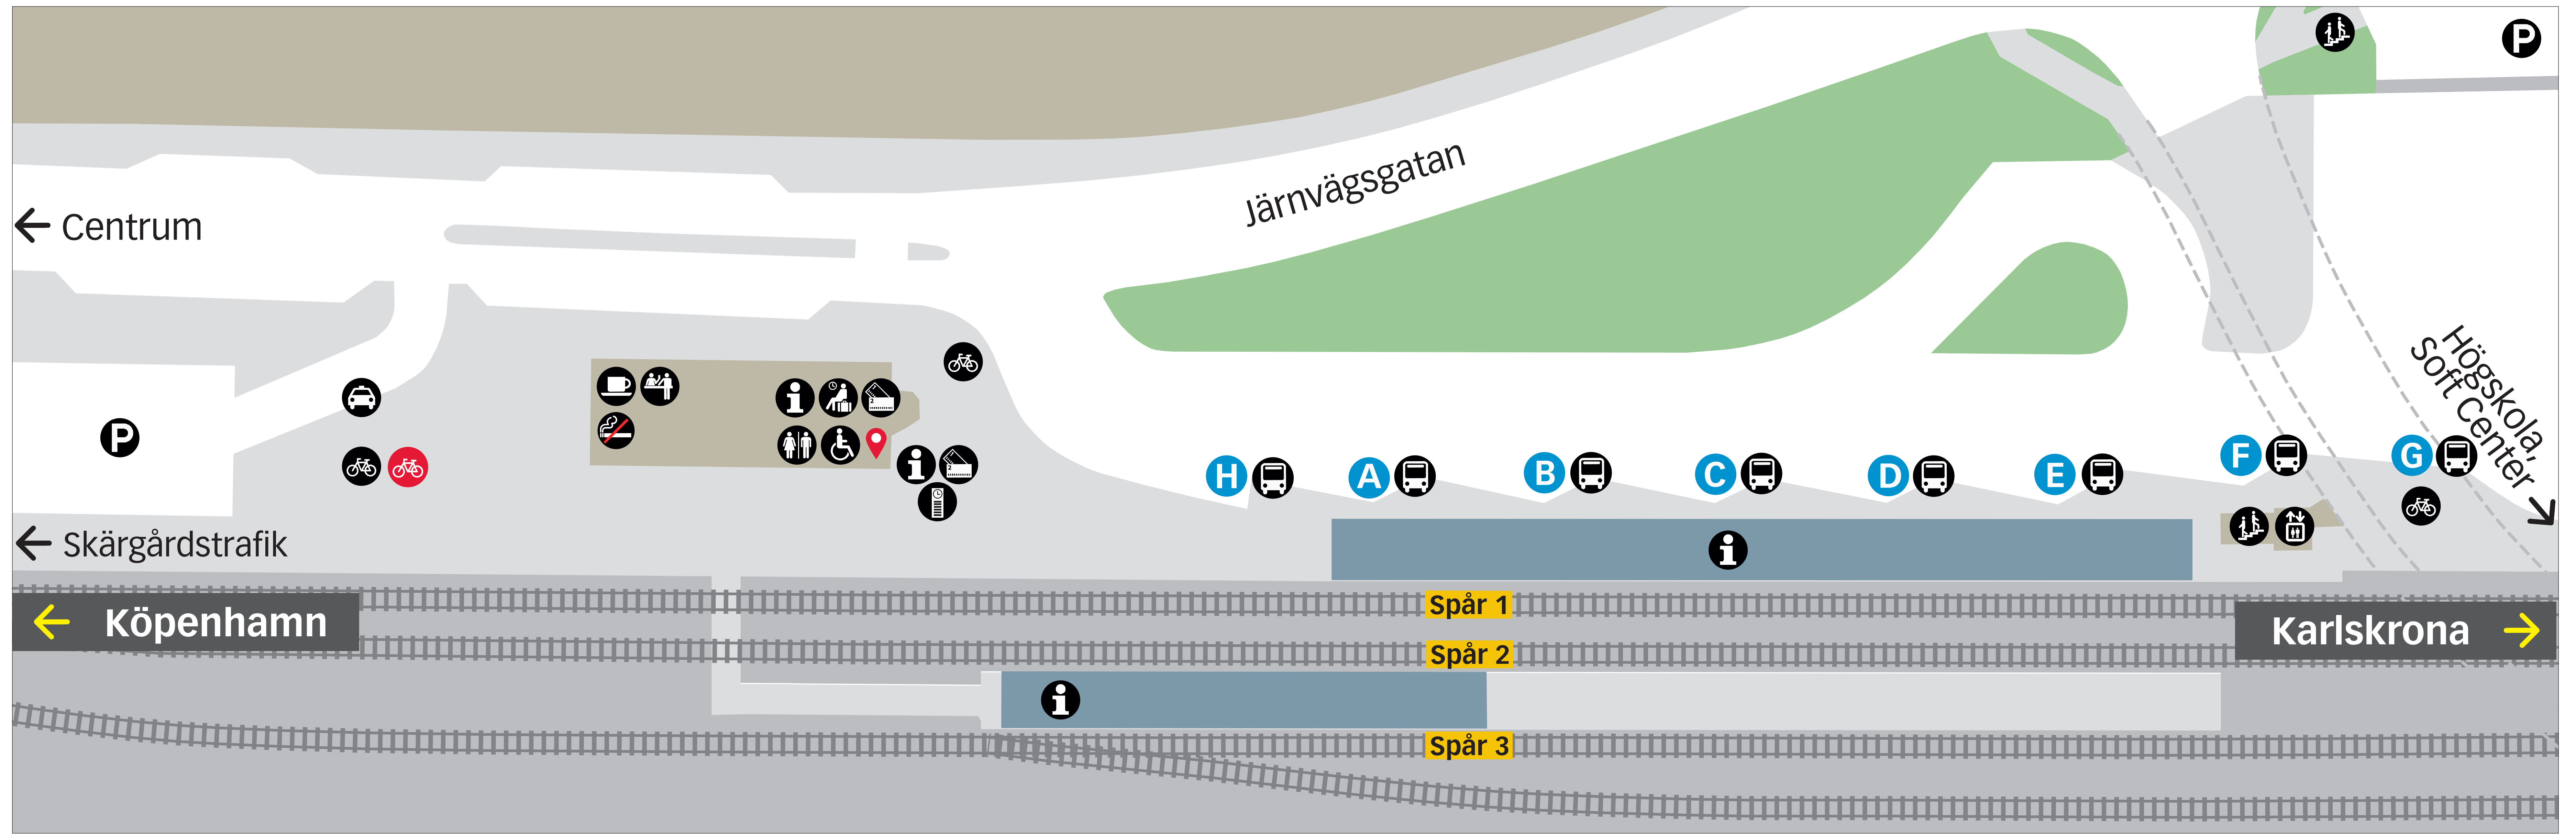 P
Järnvägsgatan
Centrum
Högskola,
Soft Center
P
H
A
B
C
D
E
F
G
Skärgårdstrafik
Köpenhamn
Spår 1
Karlskrona
Spår 2
Spår 3